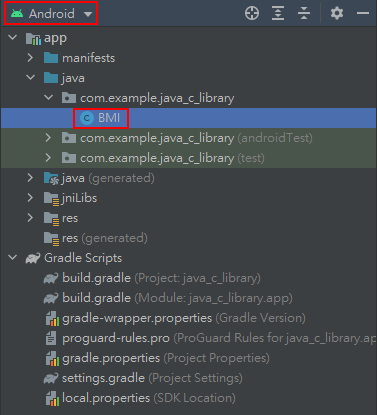 Android
app
manifests
java
com.example.java_c_library
C BMI
com.example.java_c_library (androidTest)
com.example.java_c_library (test)
java (generated)
jniLibs
res
res (generated)
Gradle Scripts
build.gradle (Project: java_c_library)
build.gradle (Module: java_c_library.app)
gradle-wrapper.properties (Gradle Version)
proguard-rules.pro (ProGuard Rules for java_c_library.ap
gradle.properties (Project Properties)
settings.gradle (Project Settings)
local.properties (SDK Location)